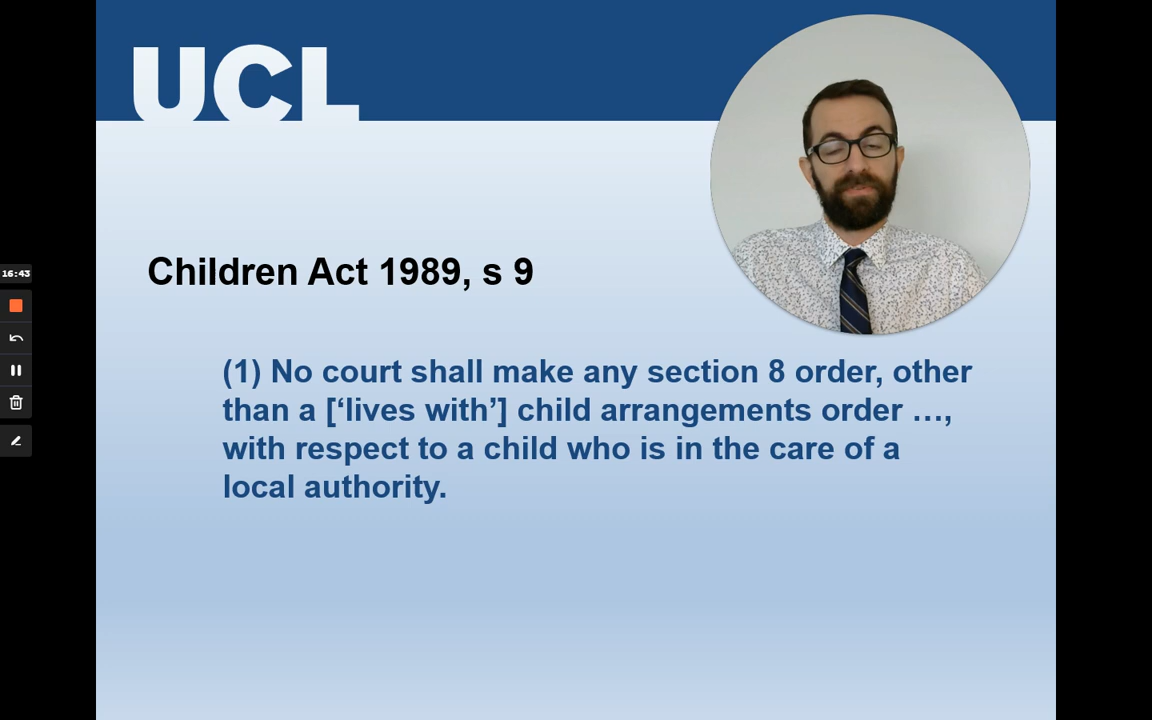 UCL
16:43
Children Act 1989, s 9
(1) No court shall make any section 8 order, other
than a [‘lives with’] child arrangements order …,
with respect to a child who is in the care of a
local authority.